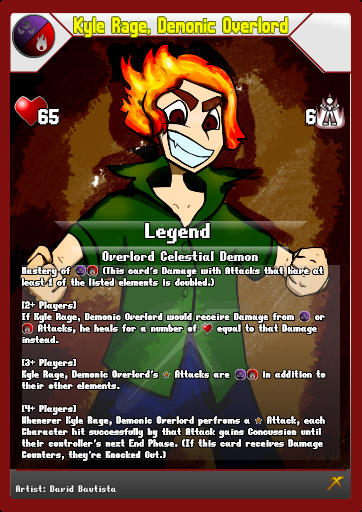 Kyle Rage, Demonic Overlord
65
6
Legend
Overlord Celestial Demon
Mastery of (This card's Damage with Attacks that have at
least 1 of the listed elements is doubled.)
[2+ Players]
If Kyle Rage, Demonic Overlord would receive Damage from or
Attacks, he heals for a number of equal to that Damage
instead.
[3+ Players]
Kyle Rage, Demonic Overlord's Attacks are in addition to
their other elements.
[4+ Players]
Whenever Kyle Rage, Demonic Overlord perfroms a Attack, each
Character hit successfully by that Attack gains Concussion until
their controller's next End Phase. (If this card receives Damage
Counters, they're Knocked Out.)
Artist: David Bautista